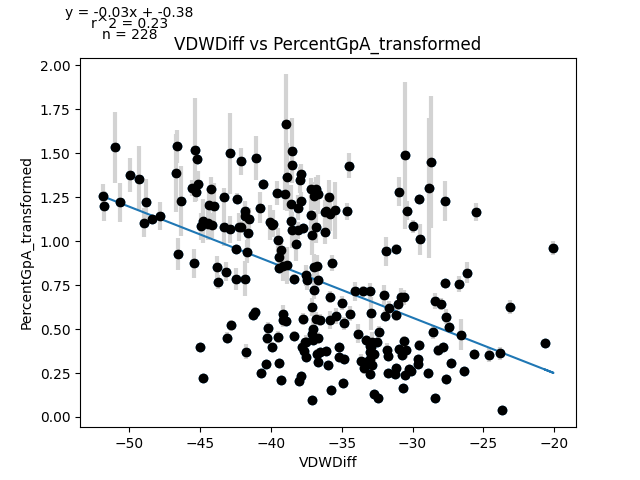 y = -0.03x + -0.38
r^2 = 0.23
n = 228
VDWDiff vs PercentGpA_transformed
2.00
1.75
1.50
1.25
1.00
0.75
0.50
0.25
0.00
PercentGpA_transformed
−50
−45
−40
−35
−30
−25
−20
VDWDiff